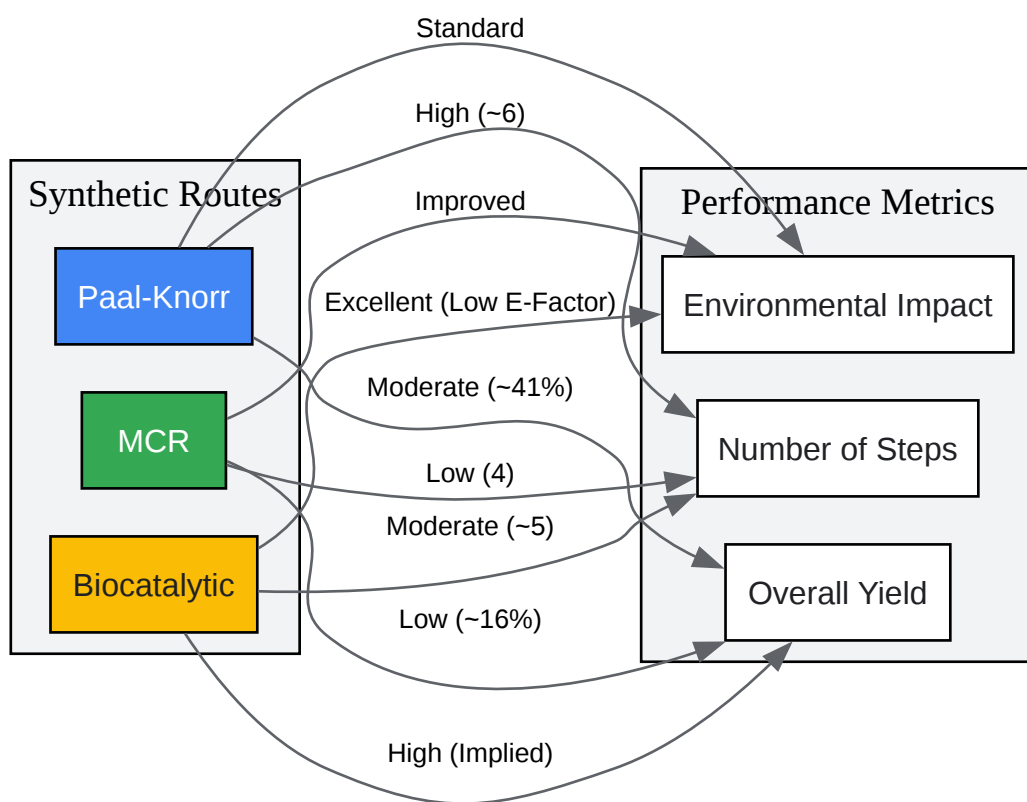 Standard
High (~6)
Synthetic Routes
Performance Metrics
Improved
Paal-Knorr
Environmental Impact
Excellent (Low E-Factor)
Moderate (~41%)
MCR
Number of Steps
Low (4)
Moderate (~5)
Biocatalytic
Overall Yield
Low (~16%)
High (Implied)